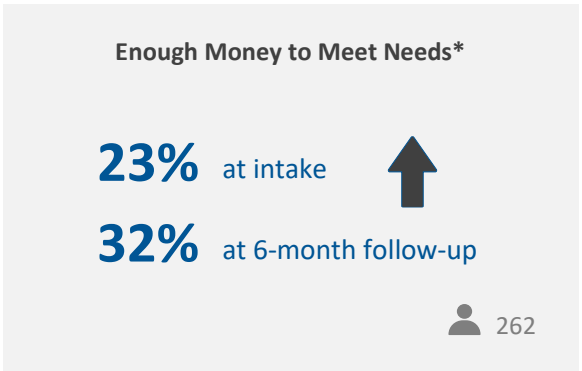 Enough Money to Meet Needs*
23% at intake
32% at 6-month follow-up
262